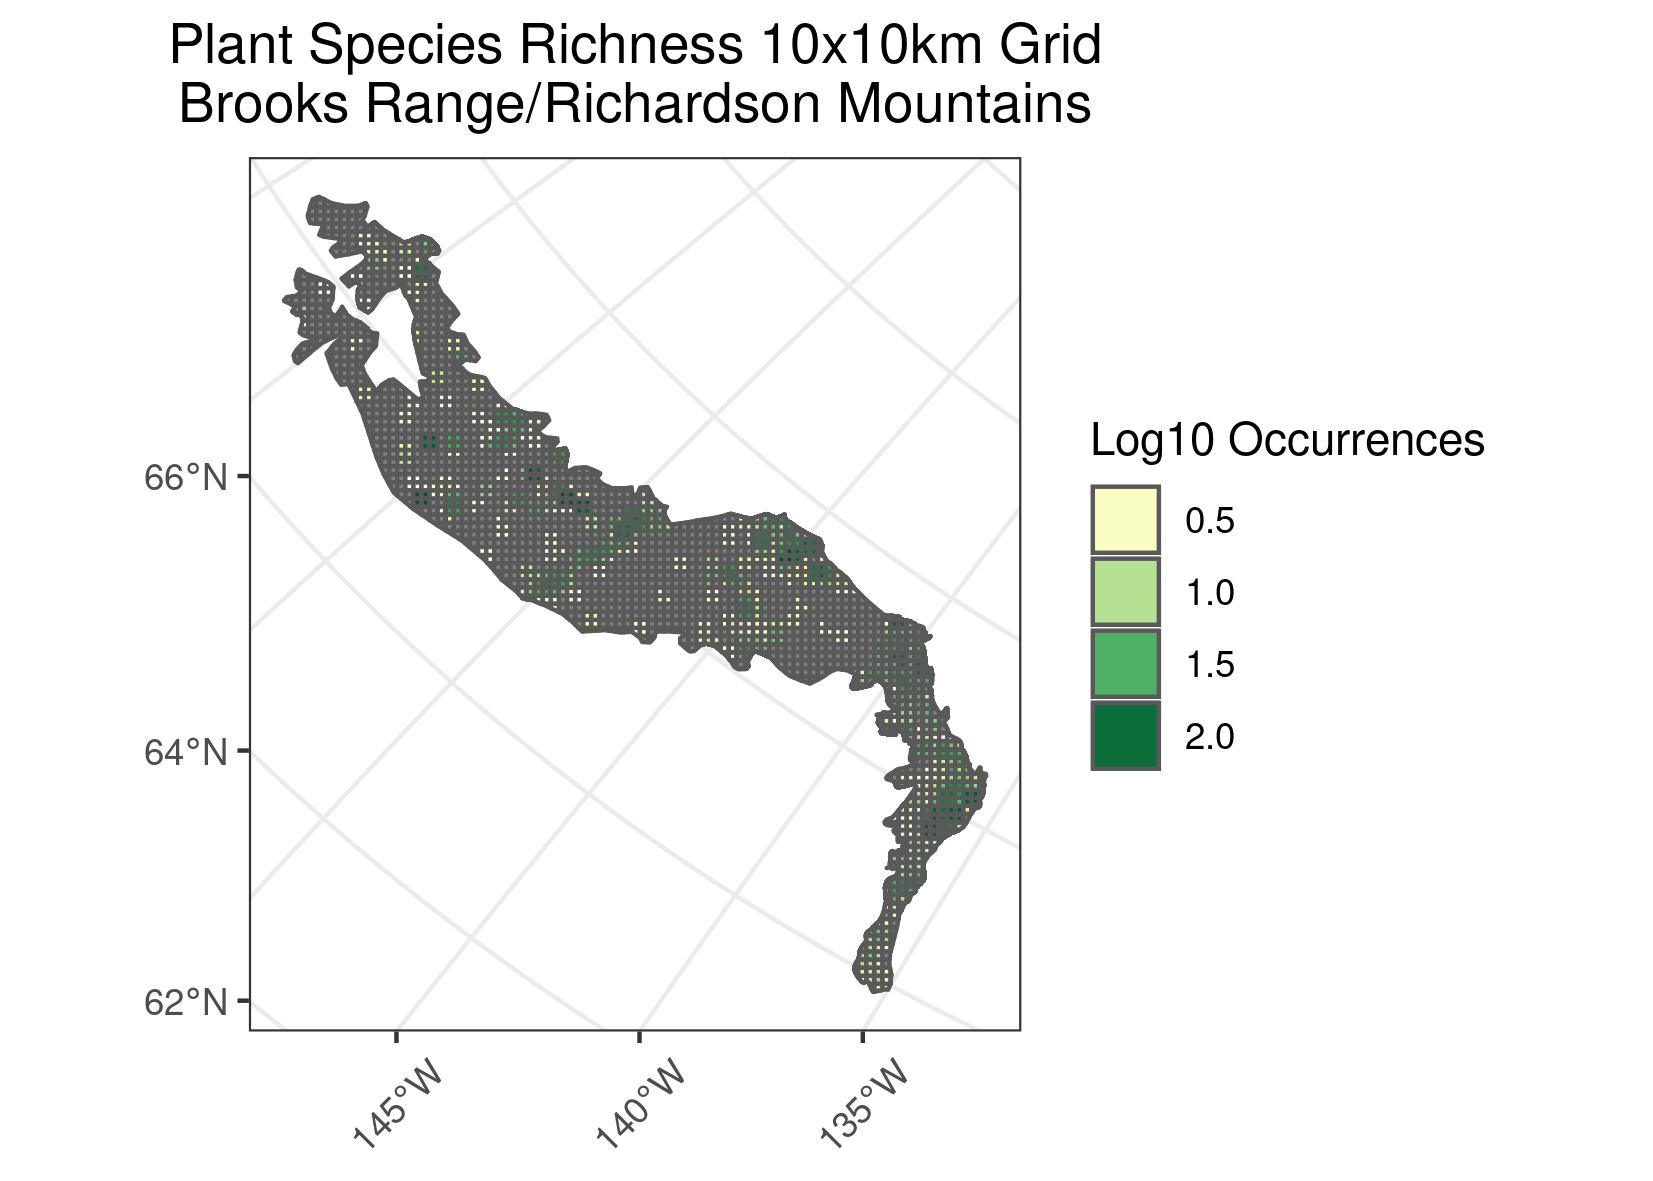 Plant Species Richness 10x10km Grid
Brooks Range/Richardson Mountains
66°N
64°N
62°N
145°W
140°W
135°W
Log10 Occurrences
0.5
1.0
1.5
2.0